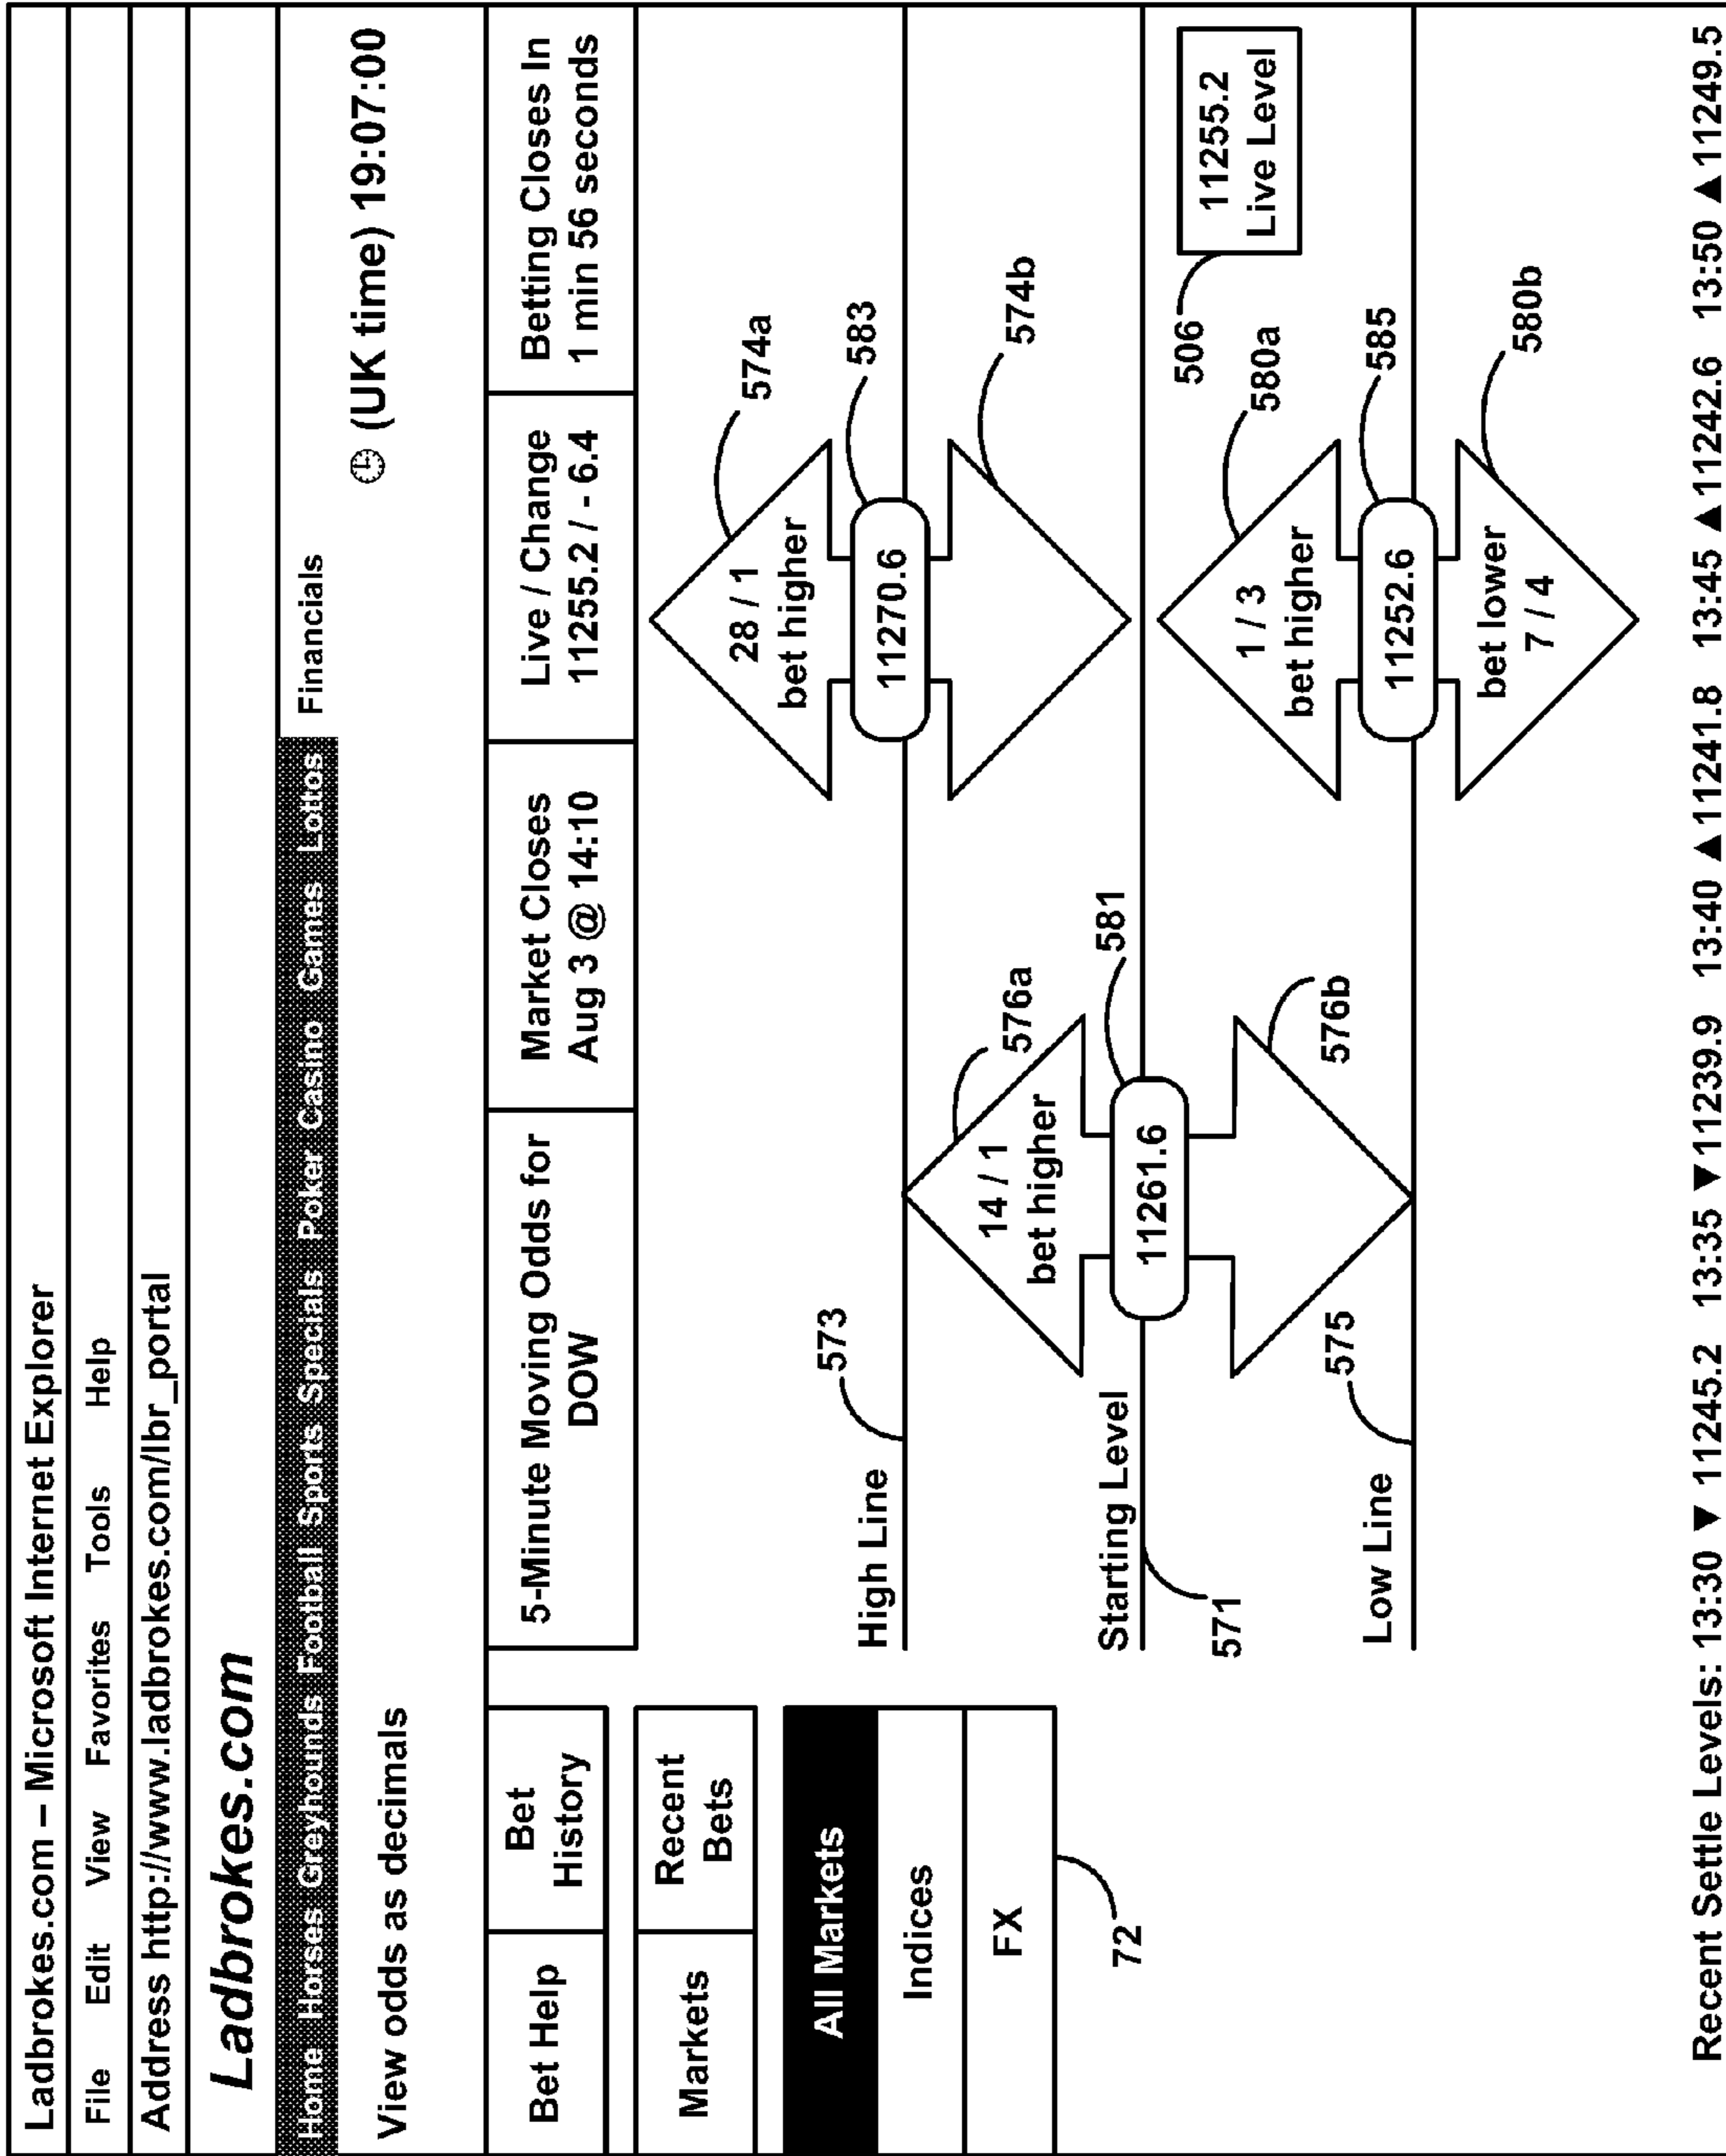 Ladbrokes.com – Microsoft Internet Explorer
File Edit View Favorites Tools Help
Address http://www.ladbrokes.com/lbr_portal
Ladbrokes.com
Home Horses Greyhounds Football Sports Specials Poker Casino Games Lottos Financials
View odds as decimals
(UK time) 19:07:00
Bet Help
Bet
History
Markets
Recent
Bets
All Markets
Indices
FX
72
5-Minute Moving Odds for
DOW
Market Closes
Aug 3 @ 14:10
Live / Change
11255.2 / - 6.4
Betting Closes In
1 min 56 seconds
High Line
573
28 / 1
bet higher
574a
11270.6
583
574b
14 / 1
bet higher
576a
Starting Level
571
11261.6
581
576b
11255.2
Live Level
506
1 / 3
bet higher
580a
Low Line
575
11252.6
585
bet lower
7 / 4
580b
Recent Settle Levels: 13:30 ▼ 11245.2 13:35 ▼11239.9 13:40 ▲11241.8 13:45 ▲11242.6 13:50 ▲11249.5